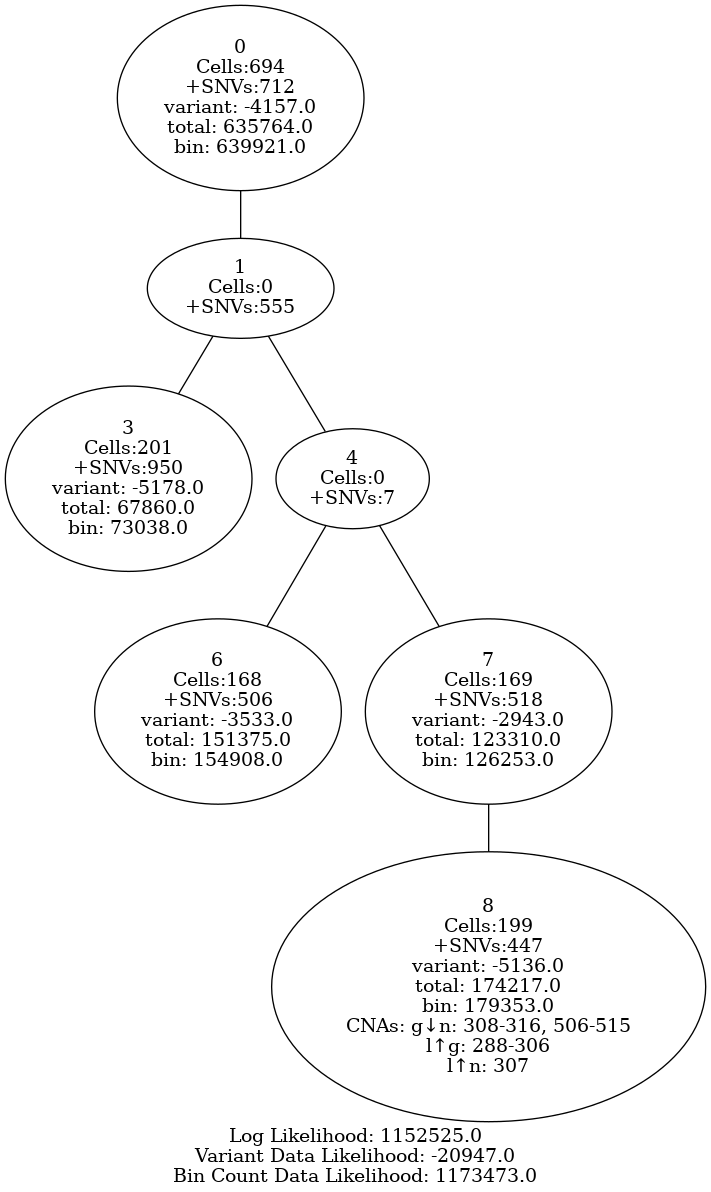 0
Cells:694
+SNVs:712
variant: -4157.0
total: 635764.0
bin: 639921.0
1
Cells:0
+SNVs:555
3
Cells:201
+SNVs:950
variant: -5178.0
total: 67860.0
bin: 73038.0
4
Cells:0
+SNVs:7
6
Cells:168
+SNVs:506
variant: -3533.0
total: 151375.0
bin: 154908.0
7
Cells:169
+SNVs:518
variant: -2943.0
total: 123310.0
bin: 126253.0
8
Cells:199
+SNVs:447
variant: -5136.0
total: 174217.0
bin: 179353.0
CNAs: g↓n: 308-316, 506-515
l↑g: 288-306
l↑n: 307
Log Likelihood: 1152525.0
Variant Data Likelihood: -20947.0
Bin Count Data Likelihood: 1173473.0